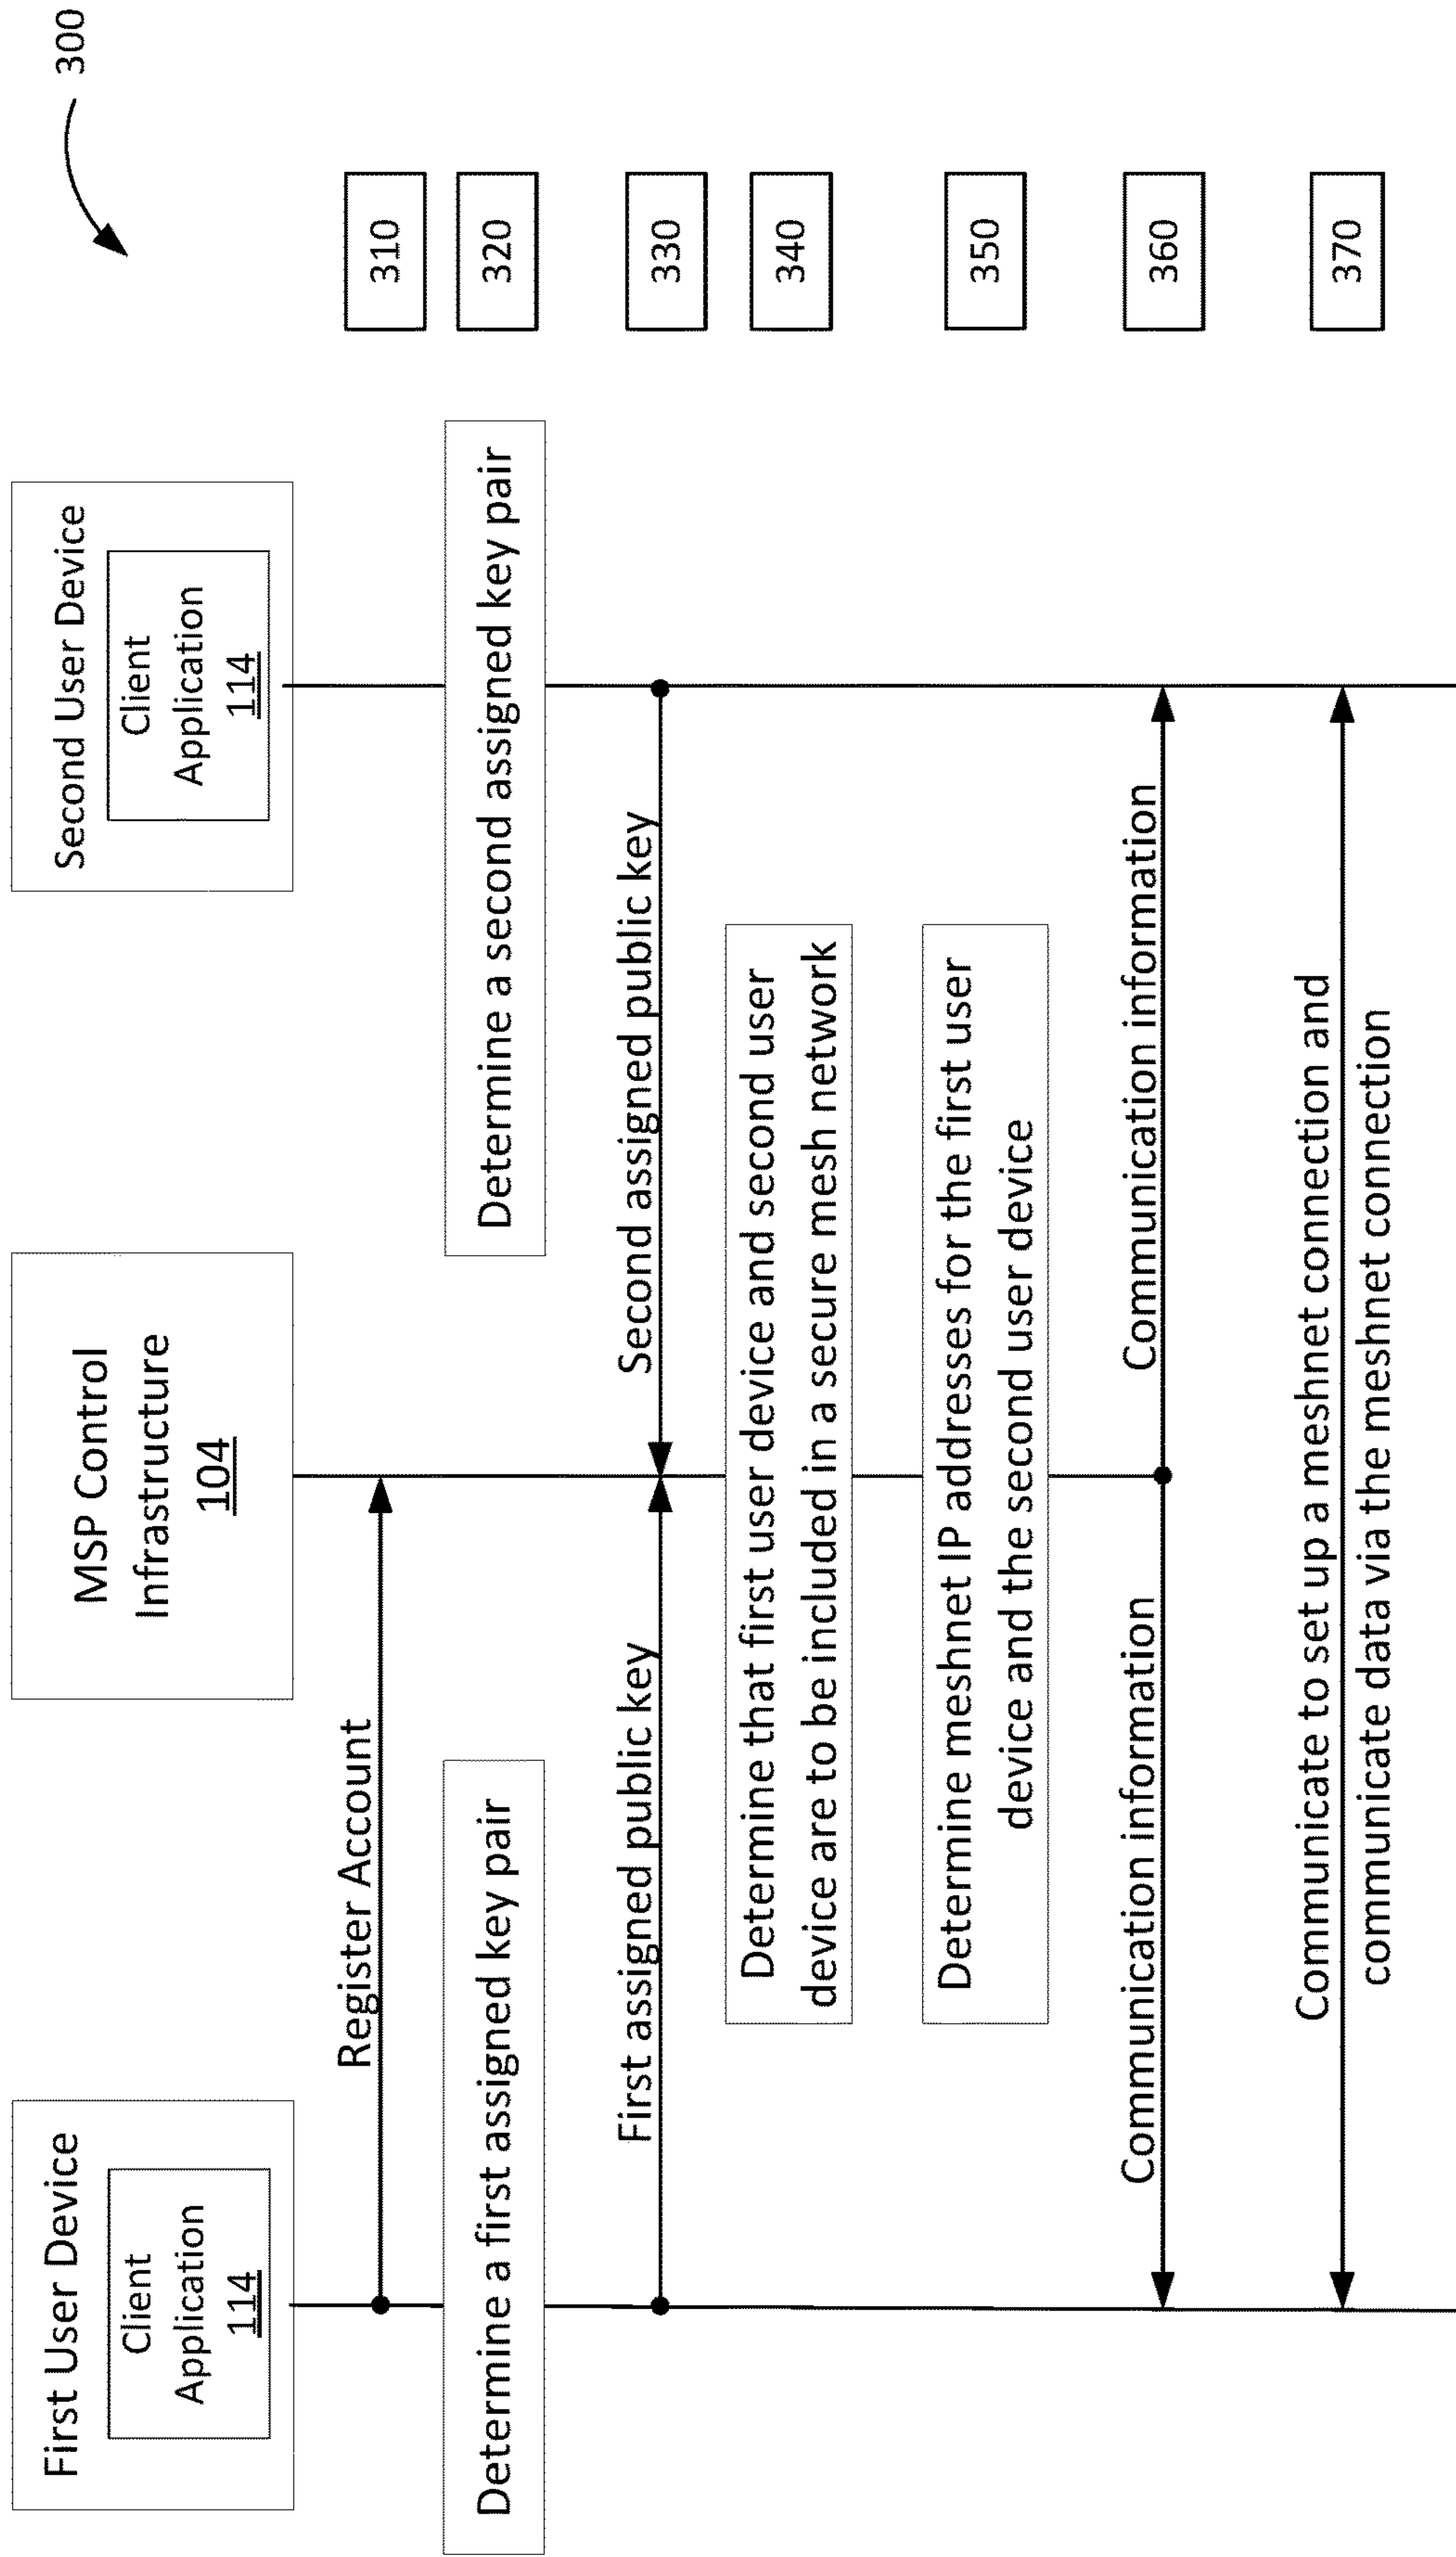 300
First User Device
Client
Application
114
MSP Control
Infrastructure
104
Second User Device
Client
Application
114
Register Account
310
Determine a first assigned key pair
Determine a second assigned key pair
320
First assigned public key
Second assigned public key
330
Determine that first user device and second user
device are to be included in a secure mesh network
340
Determine meshnet IP addresses for the first user
device and the second user device
350
Communication information
Communication information
360
Communicate to set up a meshnet connection and
communicate data via the meshnet connection
370